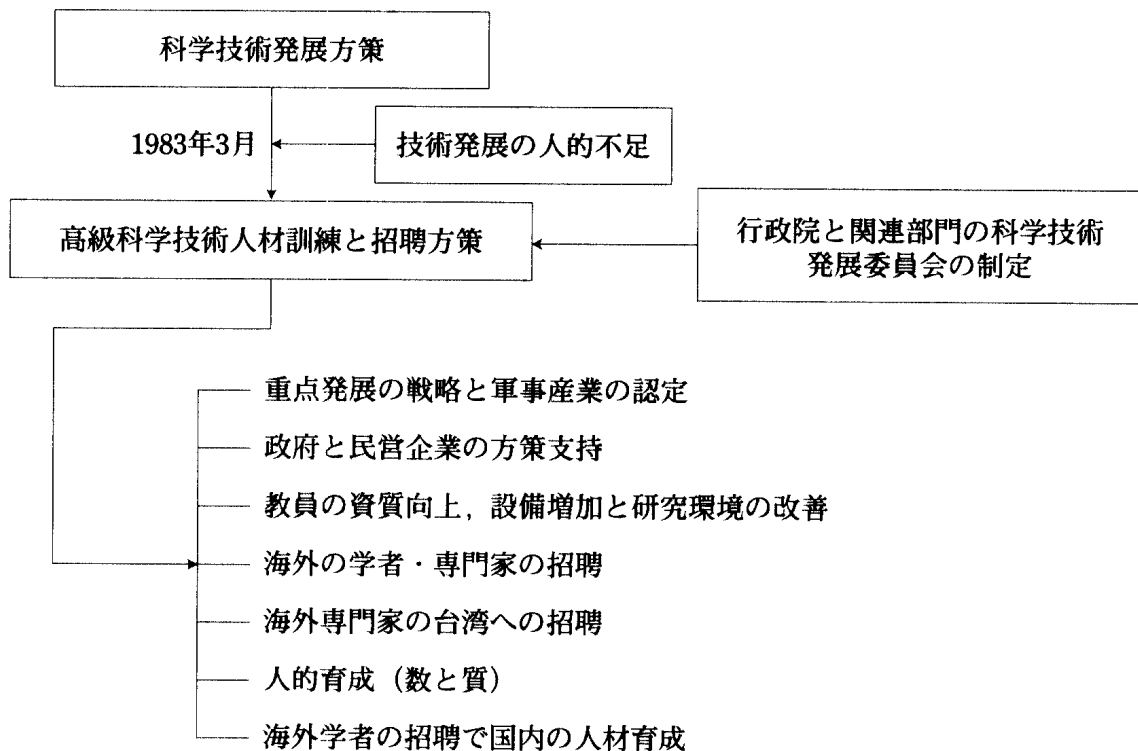 科学技術発展方策
1983年3月
技術発展の人的不足
高級科学技術人材訓練と招聘方策
行政院と関連部門の科学技術
発展委員会の制定
重点発展の戦略と軍事産業の認定
政府と民営企業の方策支持
教員の資質向上，設備増加と研究環境の改善
海外の学者・専門家の招聘
海外専門家の台湾への招聘
人的育成（数と質）
海外学者の招聘で国内の人材育成